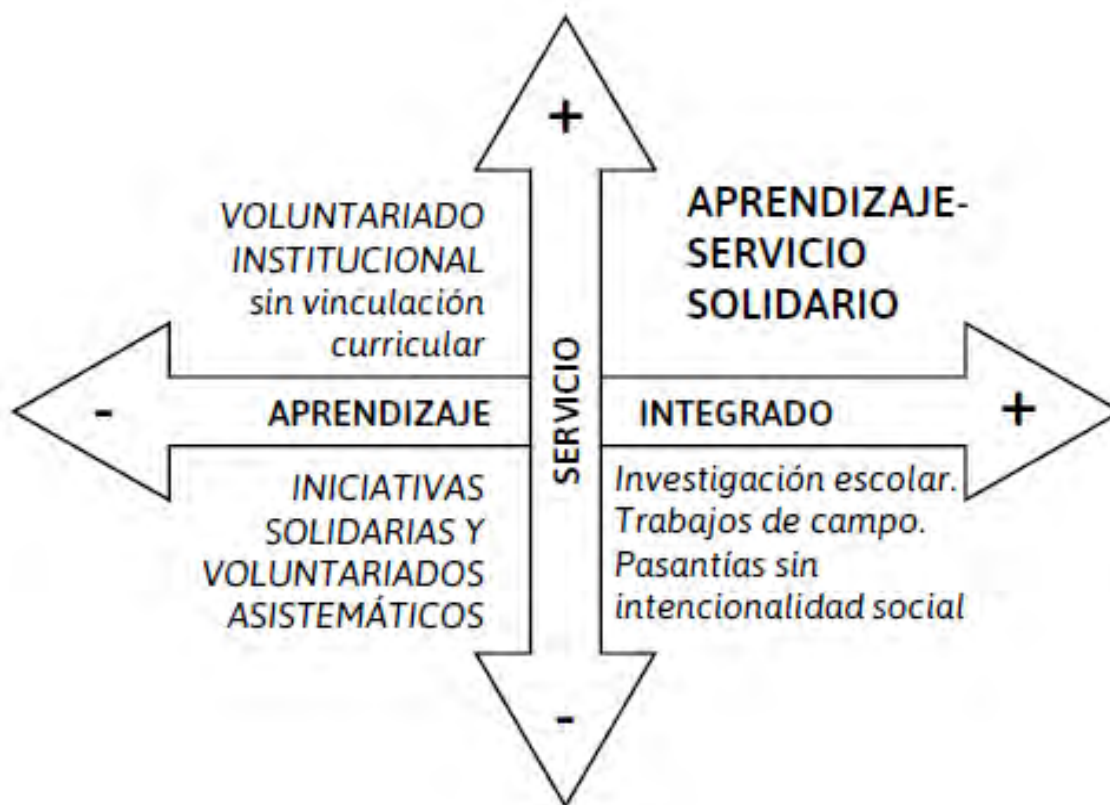 +
VOLUNTARIADO
INSTITUCIONAL
sin vinculación
curricular
APRENDIZAJE-
SERVICIO
SOLIDARIO
-
APRENDIZAJE
SERVICIO
INTEGRADO
+
INICIATIVAS
SOLIDARIAS Y
VOLUNTARIADOS
ASISTEMÁTICOS
Investigación escolar.
Trabajos de campo.
Pasantías sin
intencionalidad social
-